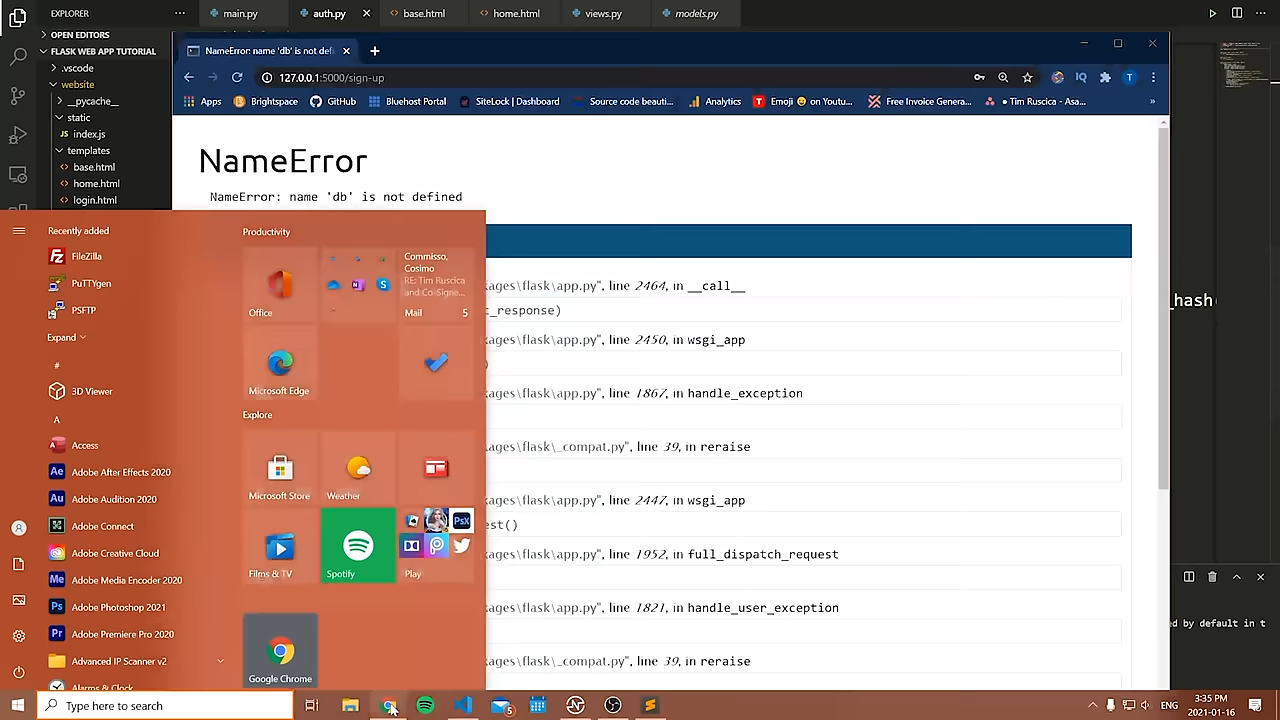 EXPLORER
main.py
auth.py
base.html
home.html
views.py
models.py
OPEN EDITORS
FLASK WEB APP TUTORIAL
.vscode
website
__pycache__
static
JS index.js
templates
base.html
home.html
login.html
NameError: name 'db' is not defi
127.0.0.1:5000/sign-up
IQ
T
Apps
Brightspace
GitHub
Bluehost Portal
SiteLock | Dashboard
Source code beauti...
Analytics
T Emoji 😀 on Youtu...
Free Invoice Genera...
• Tim Ruscica - Asa...
»
NameError
NameError: name 'db' is not defined
ages\flask\app.py", line 2464, in __call__
t_response)
ages\flask\app.py", line 2450, in wsgi_app
)
ages\flask\app.py", line 1867, in handle_exception
ages\flask\_compat.py", line 39, in reraise
ages\flask\app.py", line 2447, in wsgi_app
est()
ages\flask\app.py", line 1952, in full_dispatch_request
ages\flask\app.py", line 1821, in handle_user_exception
ages\flask\_compat.py", line 39, in reraise
_hash(
ed by default in t
Recently added
FileZilla
PuTTYgen
PSFTP
Expand
#
3D Viewer
A
Access
Ae Adobe After Effects 2020
Au Adobe Audition 2020
Adobe Connect
Adobe Creative Cloud
Me Adobe Media Encoder 2020
Ps Adobe Photoshop 2021
Pr Adobe Premiere Pro 2020
Advanced IP Scanner v2
Alarms & Clock
Productivity
Office
Commisso,
Cosimo
RE: Tim Ruscica
and Co-Signe...
Mail 5
Microsoft Edge
Explore
Microsoft Store
Weather
Films & TV
Spotify
PsX
Play
Google Chrome
Type here to search
5
ENG
3:35 PM
2021-01-16